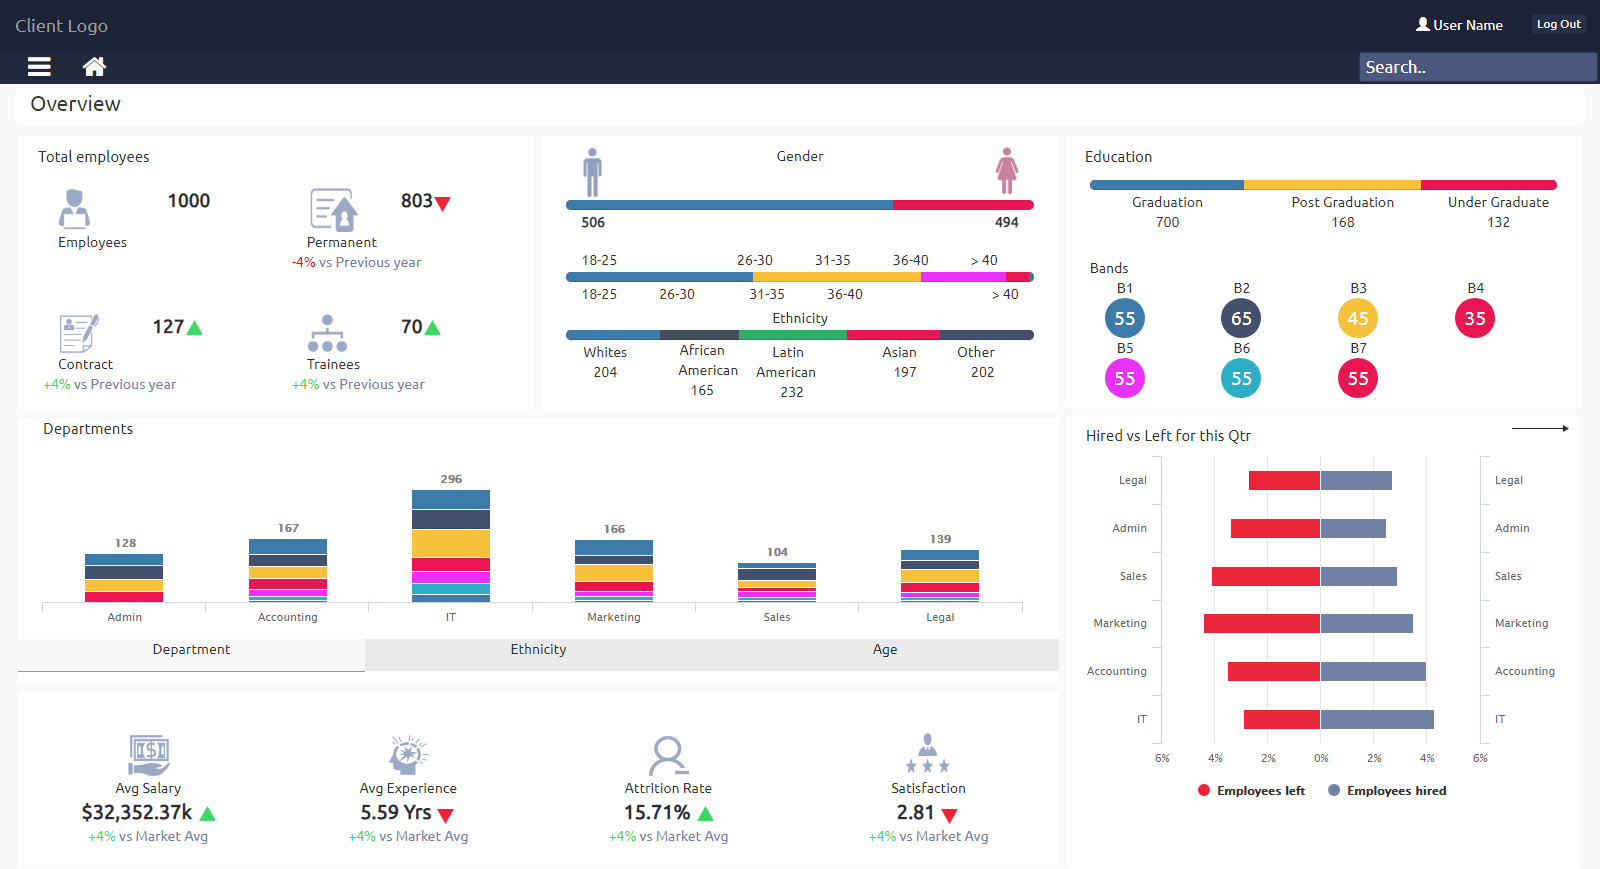 Client Logo
User Name
Log Out
Search..
Overview
Total employees
1000
Employees
803
Permanent
-4% vs Previous year
127
Contract
+4% vs Previous year
70
Trainees
+4% vs Previous year
Gender
506 494
18-25 26-30 31-35 36-40 > 40
18-25 26-30 31-35 36-40 > 40
Ethnicity
Whites
204
African
American
165
Latin
American
232
Asian
197
Other
202
Education
Graduation
700
Post Graduation
168
Under Graduate
132
Bands
B1 B2 B3 B4
55 65 45 35
B5 B6 B7
55 55 55
Departments
128 167 296 166 104 139
Admin Accounting IT Marketing Sales Legal
Department Ethnicity Age
Hired vs Left for this Qtr
Legal Legal
Admin Admin
Sales Sales
Marketing Marketing
Accounting Accounting
IT IT
6% 4% 2% 0% 2% 4% 6%
Employees left Employees hired
Avg Salary
$32,352.37k
+4% vs Market Avg
Avg Experience
5.59 Yrs
+4% vs Market Avg
Attrition Rate
15.71%
+4% vs Market Avg
Satisfaction
2.81
+4% vs Market Avg